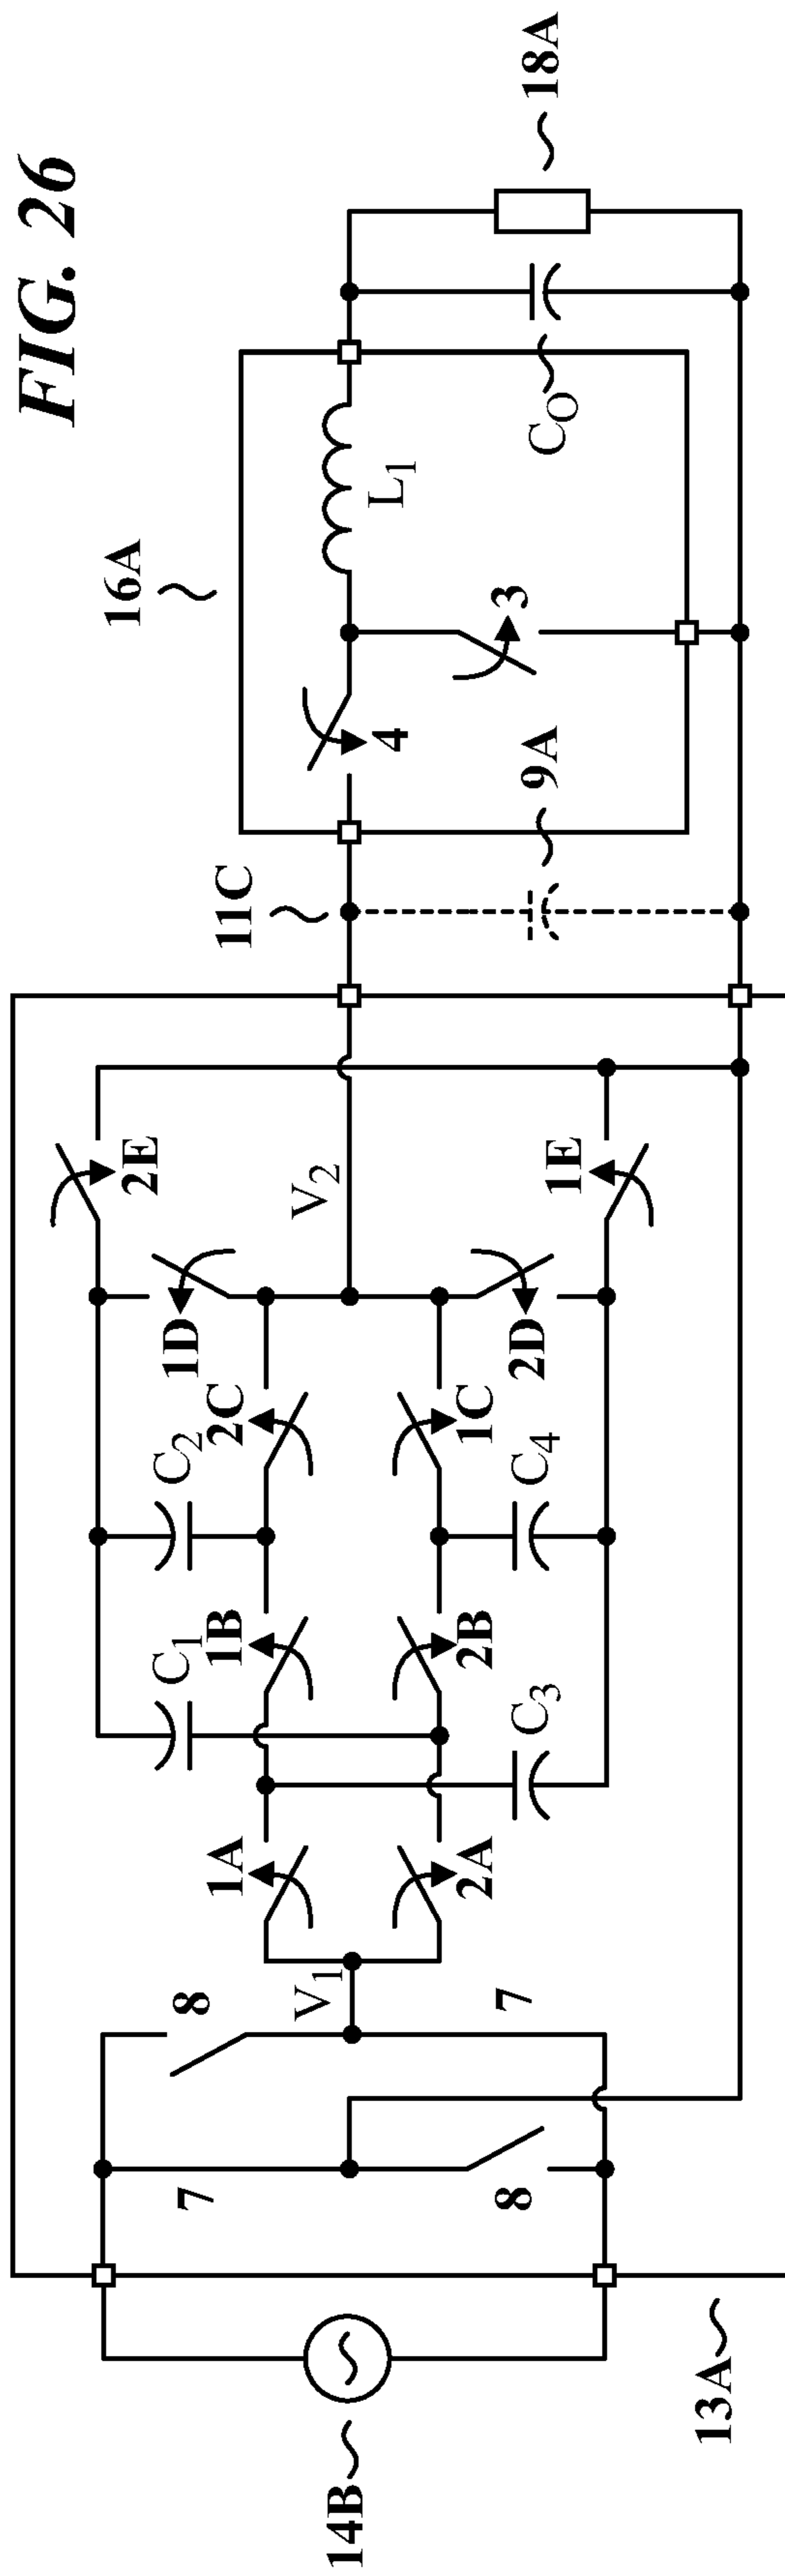 FIG. 26
16A
18A
11C
4
L₁
3
9A
C_O
2E
1D
V₂
C₂
2C
C₁
1B
1A
8
V₁
7
7
8
2A
C₃
2B
C₄
1C
2D
1E
14B
13A